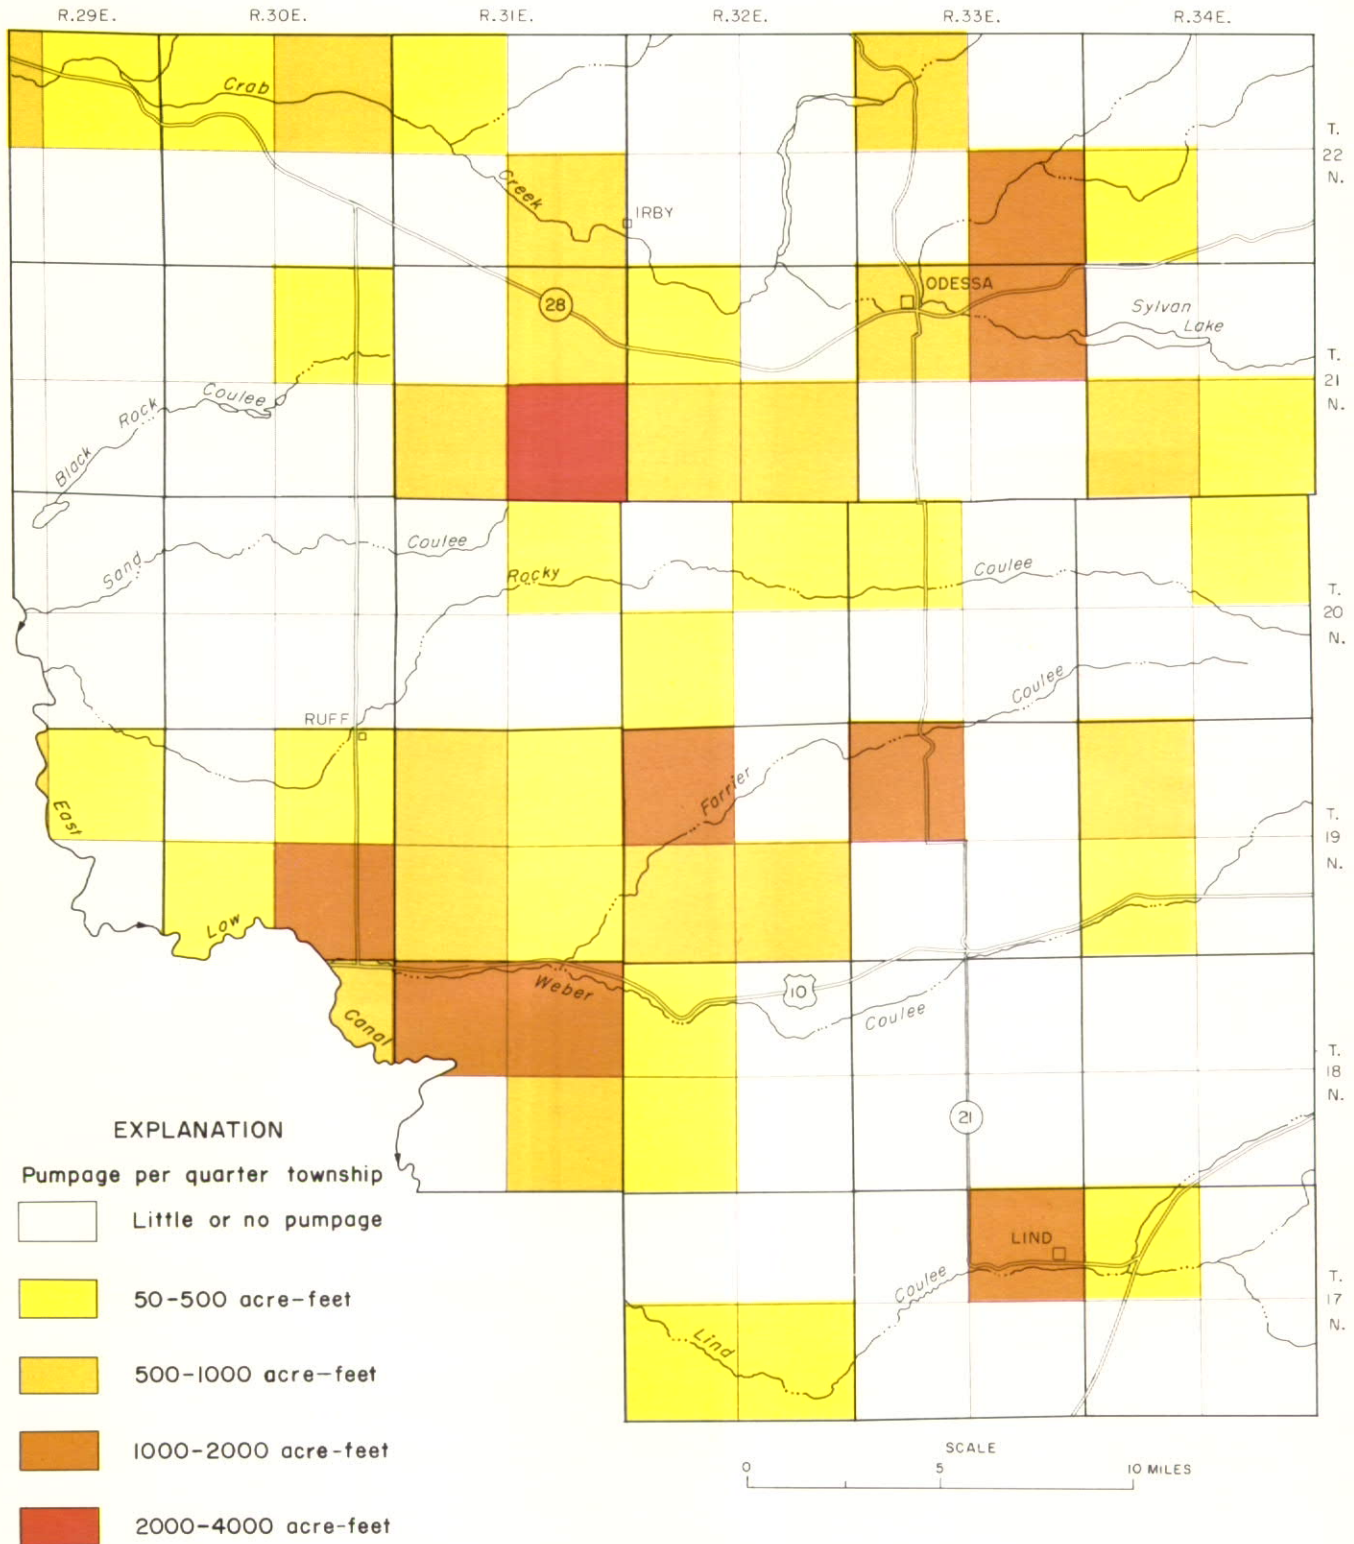 R.29E. R.30E. R.31E. R.32E. R.33E. R.34E.
Crab
T.
22
N.
Creek
IRBY
28
ODESSA
Sylvan
Lake
T.
21
N.
Black Rock Coulee
Sand Coulee
Rocky Coulee
T.
20
N.
Coulee
RUFF
Farrier
East
T.
19
N.
Low
Weber
10
Coulee
Canal
T.
18
N.
21
EXPLANATION
Pumpage per quarter township
Little or no pumpage
LIND
Coulee
50-500 acre-feet
T.
17
N.
Lind
500-1000 acre-feet
1000-2000 acre-feet
SCALE
0 5 10 MILES
2000-4000 acre-feet